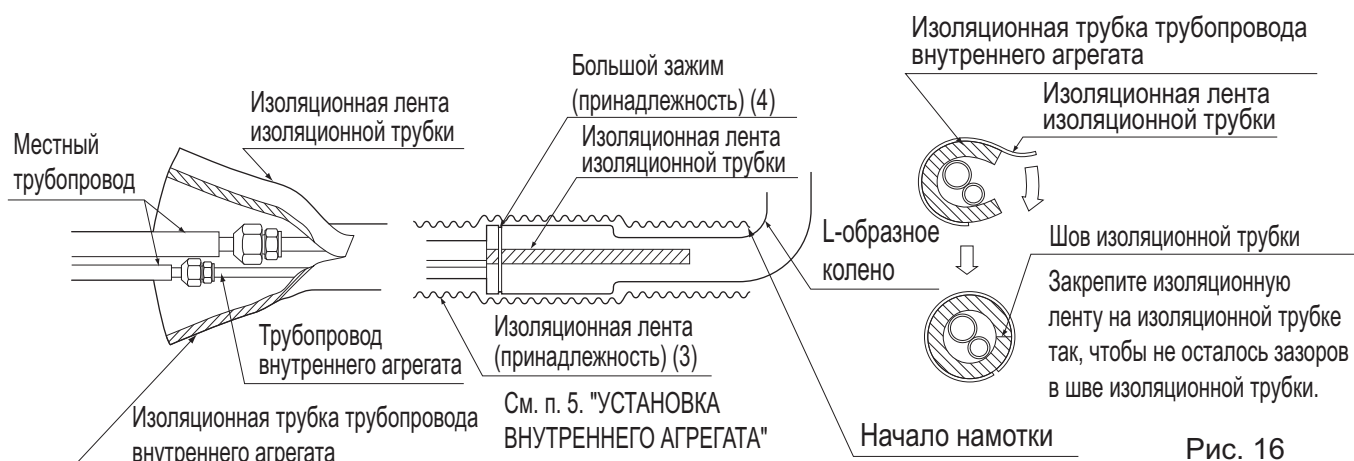 Изоляционная трубка трубопровода
внутреннего агрегата
Большой зажим
(принадлежность) (4)
Изоляционная лента
изоляционной трубки
Изоляционная лента
изоляционной трубки
Изоляционная лента
изоляционной трубки
Местный
трубопровод
L-образное
колено
Шов изоляционной трубки
Закрепите изоляционную
ленту на изоляционной трубке
так, чтобы не осталось зазоров
в шве изоляционной трубки.
Трубопровод
внутреннего агрегата
Изоляционная лента
(принадлежность) (3)
См. п. 5. "УСТАНОВКА
ВНУТРЕННЕГО АГРЕГАТА"
Изоляционная трубка трубопровода
внутреннего агрегата
Начало намотки
Рис. 16